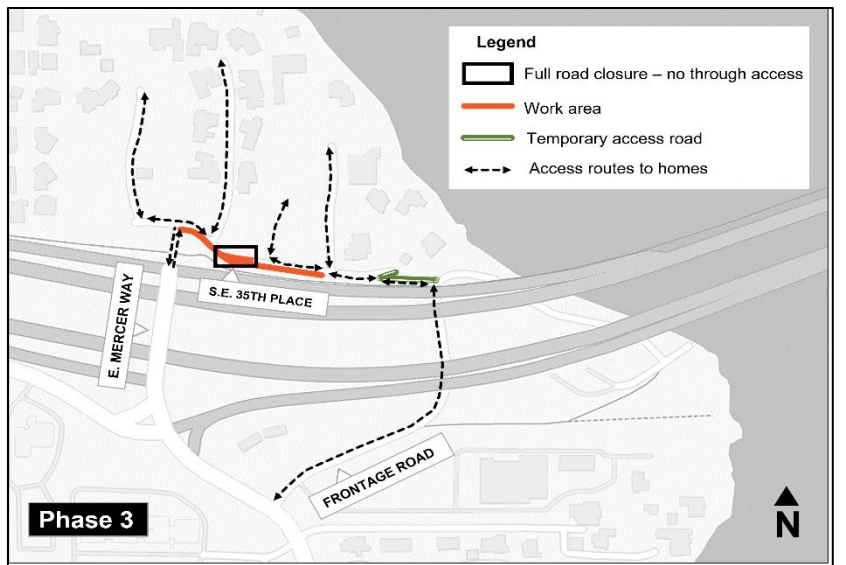 Legend
Full road closure – no through access
Work area
Temporary access road
Access routes to homes
S.E. 35TH PLACE
E. MERCER WAY
FRONTAGE ROAD
Phase 3
N